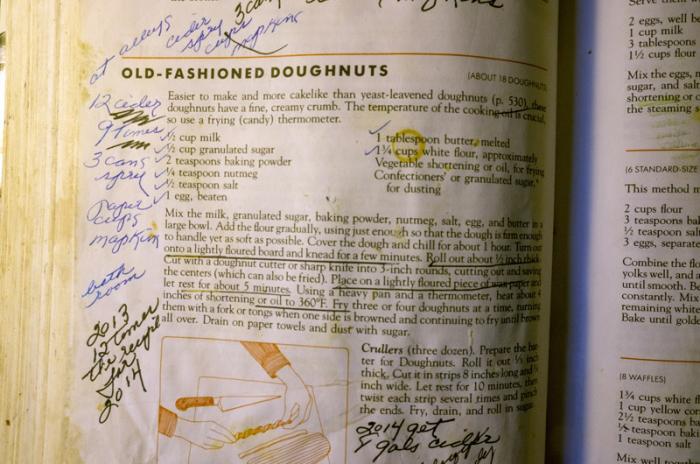 3 cans
at alleys cider
spray
cups
napkins
OLD-FASHIONED DOUGHNUTS (ABOUT 18 DOUGHNUTS)
Easier to make and more cakelike than yeast-leavened doughnuts (p. 530), these
doughnuts have a fine, creamy crumb. The temperature of the cooking oil is crucial,
so use a frying (candy) thermometer.
½ cup milk
½ cup granulated sugar
2 teaspoons baking powder
¼ teaspoon nutmeg
½ teaspoon salt
1 egg, beaten
1 tablespoon butter, melted
1¾ cups white flour, approximately
Vegetable shortening or oil, for frying
Confectioners' or granulated sugar,
for dusting
Mix the milk, granulated sugar, baking powder, nutmeg, salt, egg, and butter in a
large bowl. Add the flour gradually, using just enough so that the dough is firm enough
to handle yet as soft as possible. Cover the dough and chill for about 1 hour. Turn out
onto a lightly floured board and knead for a few minutes. Roll out about ½ inch thick.
Cut with a doughnut cutter or sharp knife into 3-inch rounds, cutting out and saving
the centers (which can also be fried). Place on a lightly floured piece of wax paper and
let rest for about 5 minutes. Using a heavy pan and a thermometer, heat about 4
inches of shortening or oil to 360°F. Fry three or four doughnuts at a time, turning
them with a fork or tongs when one side is browned and continuing to fry until brown
all over. Drain on paper towels and dust with sugar.
Crullers (three dozen). Prepare the bat-
ter for Doughnuts. Roll it out ½ inch
thick. Cut it in strips 8 inches long and
inch wide. Let rest for 10 minutes, then
twist each strip several times and pinch
the ends. Fry, drain, and roll in sugar.
12 cider
9 times
3 cans
spray
paper
cups
napkin
bath
room
2013
12 times
the recipe
for
2014
2014 get
8 gals cider
2 eggs, well b
1 cup milk
3 tablespoons
1½ cups flour
Mix the eggs,
sugar, and salt
shortening or o
the steaming s
(6 STANDARD-SIZE
This method r
2 cups flour
3 teaspoons bak
½ teaspoon salt
3 eggs, separate
Combine the flo
yolks well, and
until smooth. Be
constantly. Mix
remaining white
Bake until gold
(8 WAFFLES)
1¾ cups white fl
1 cup yellow cor
2½ teaspoons ba
½ teaspoon baki
1 teaspoon salt
Mix well together